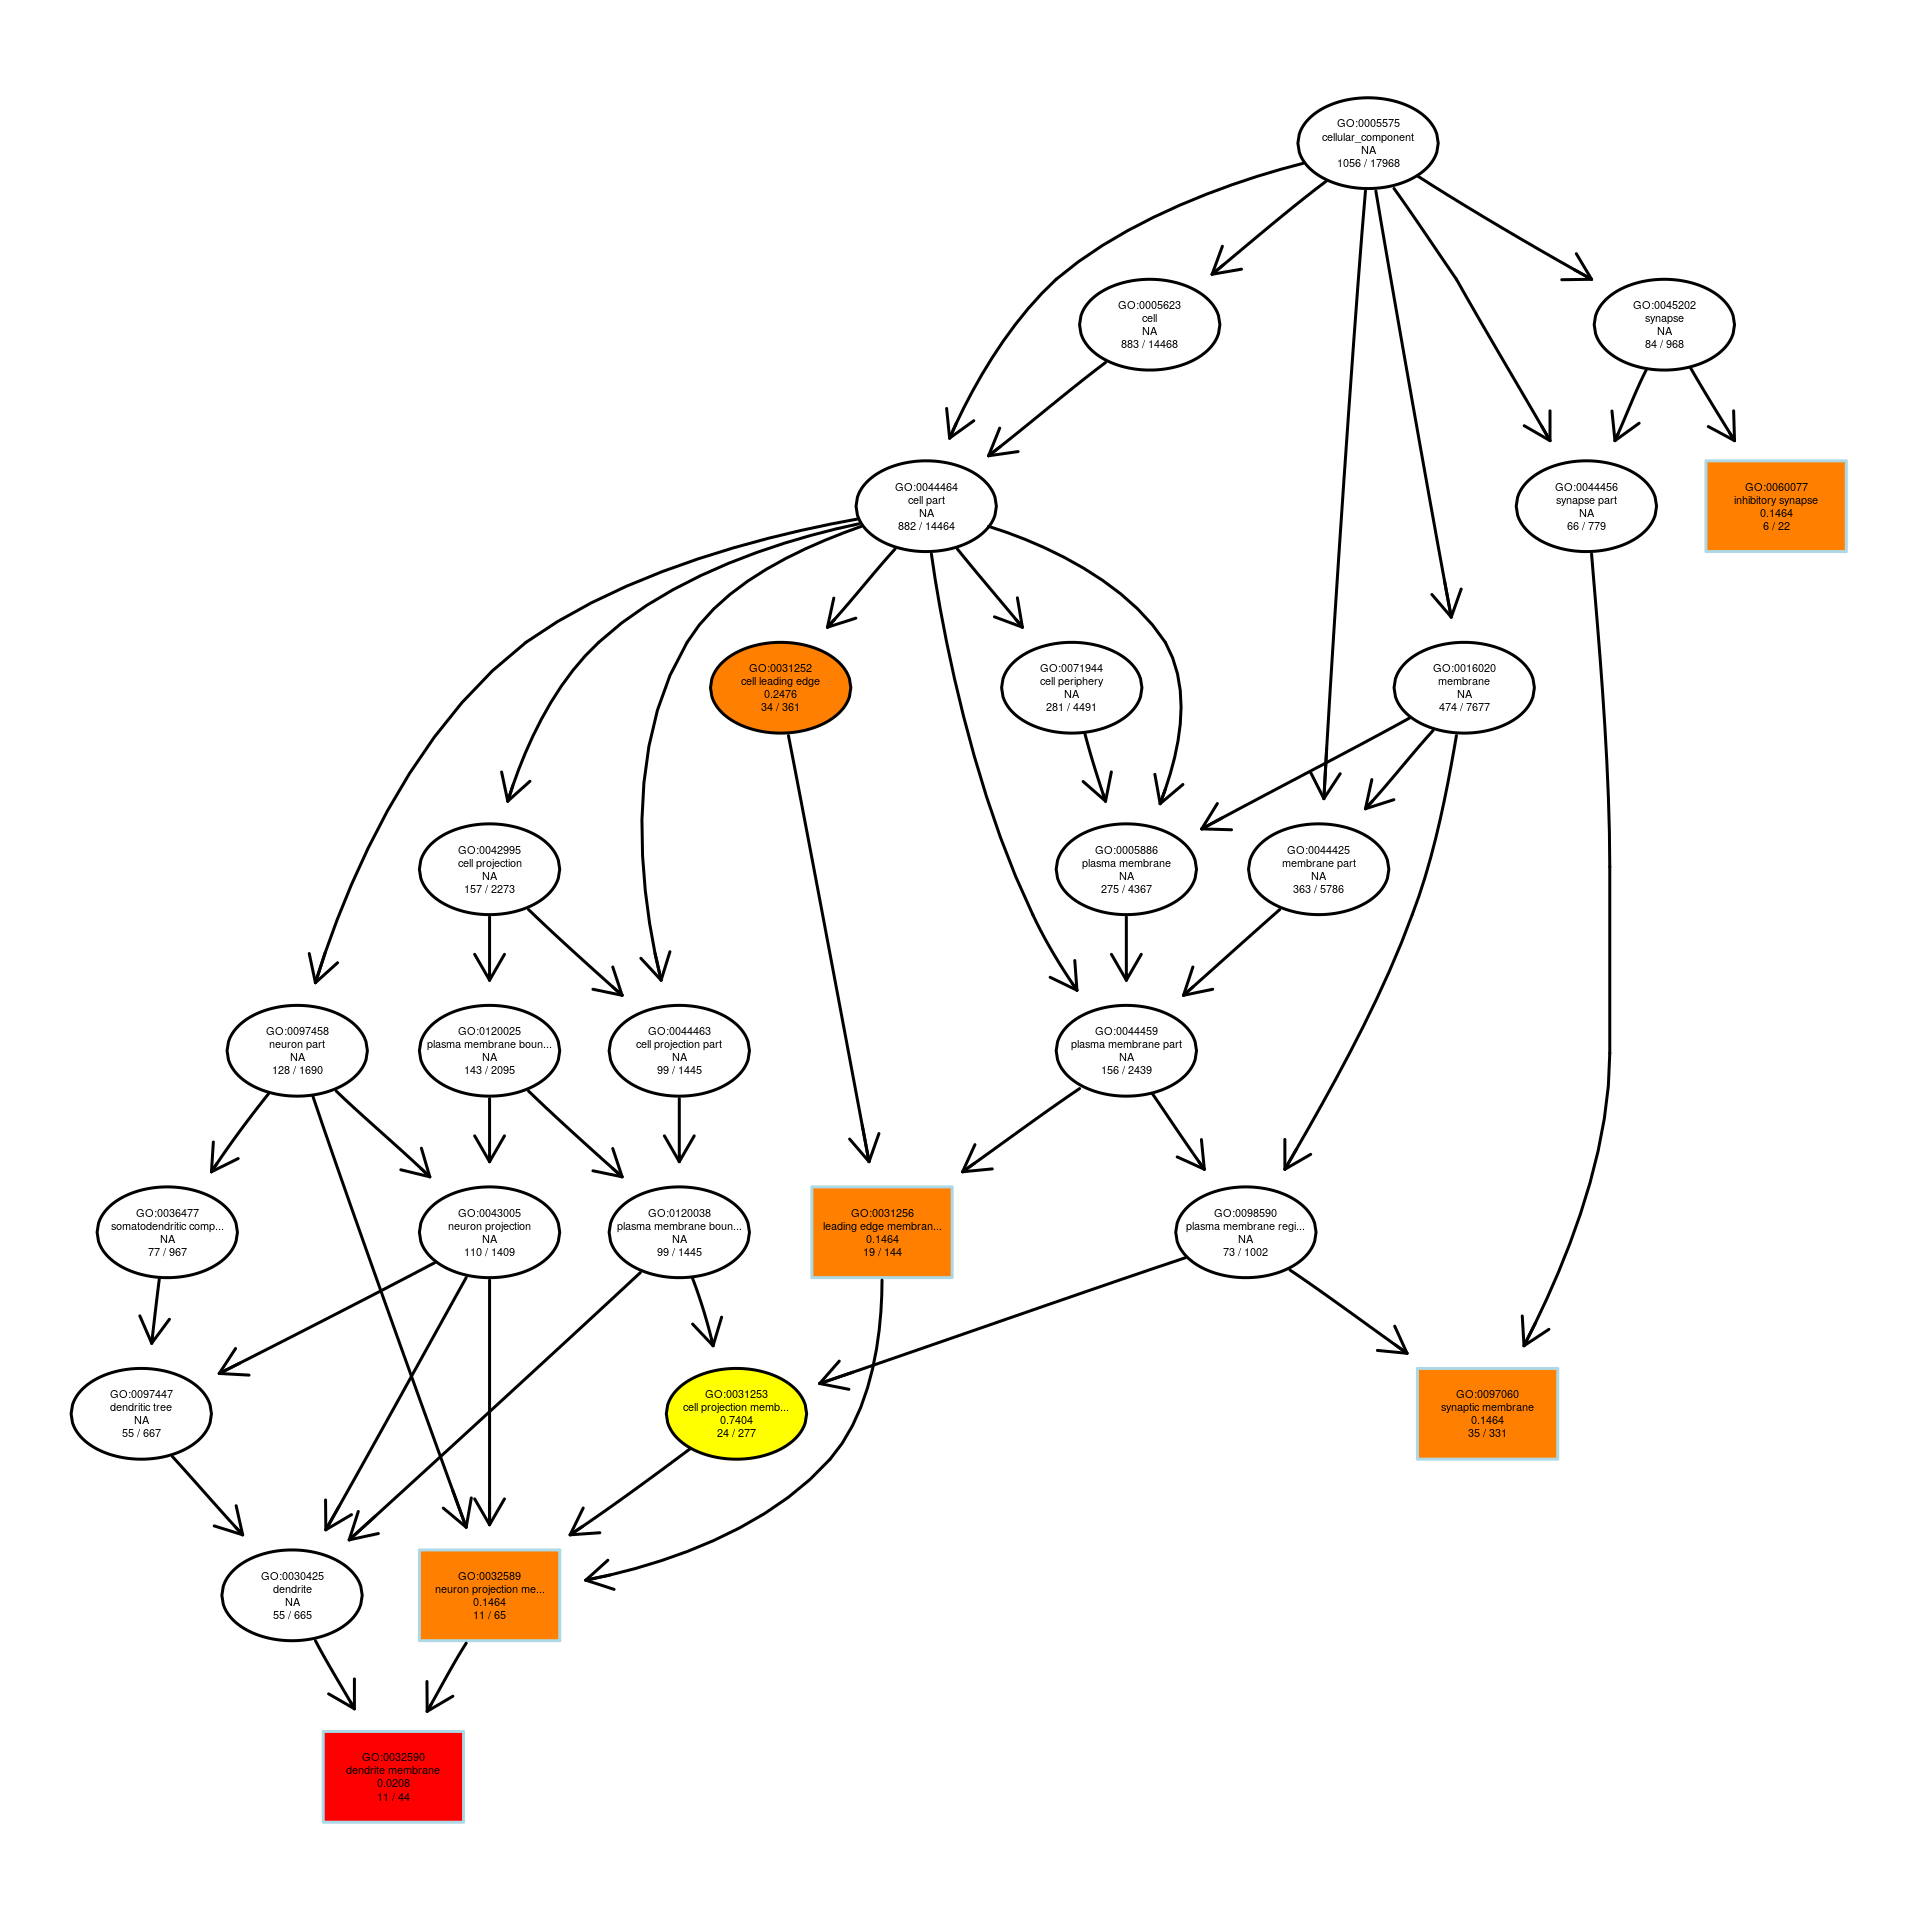 GO:0005575
cellular_component
NA
1056 / 17968
GO:0005623
cell
NA
883 / 14468
GO:0045202
synapse
NA
84 / 968
GO:0044464
cell part
NA
882 / 14464
GO:0044456
synapse part
NA
66 / 779
GO:0060077
inhibitory synapse
0.1464
6 / 22
GO:0031252
cell leading edge
0.2476
34 / 361
GO:0071944
cell periphery
NA
281 / 4491
GO:0016020
membrane
NA
474 / 7677
GO:0042995
cell projection
NA
157 / 2273
GO:0005886
plasma membrane
NA
275 / 4367
GO:0044425
membrane part
NA
363 / 5786
GO:0097458
neuron part
NA
128 / 1690
GO:0120025
plasma membrane boun...
NA
143 / 2095
GO:0044463
cell projection part
NA
99 / 1445
GO:0044459
plasma membrane part
NA
156 / 2439
GO:0036477
somatodendritic comp...
NA
77 / 967
GO:0043005
neuron projection
NA
110 / 1409
GO:0120038
plasma membrane boun...
NA
99 / 1445
GO:0031256
leading edge membran...
0.1464
19 / 144
GO:0098590
plasma membrane regi...
NA
73 / 1002
GO:0097447
dendritic tree
NA
55 / 667
GO:0031253
cell projection memb...
0.7404
24 / 277
GO:0097060
synaptic membrane
0.1464
35 / 331
GO:0030425
dendrite
NA
55 / 665
GO:0032589
neuron projection me...
0.1464
11 / 65
GO:0032590
dendrite membrane
0.0208
11 / 44